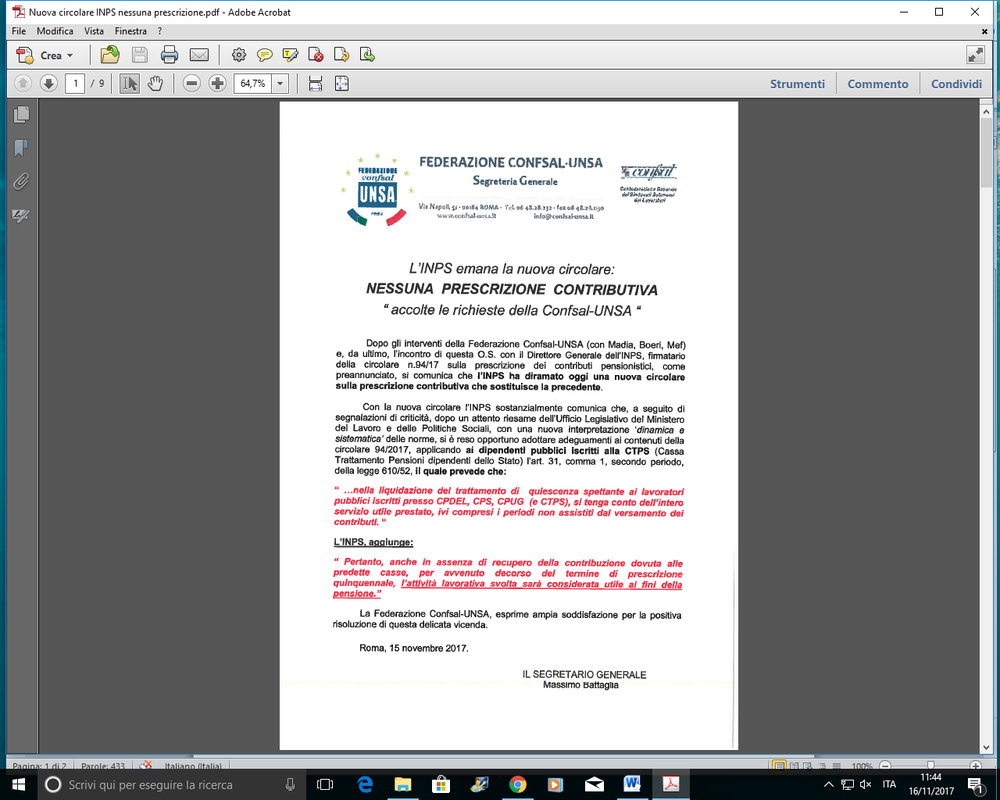 Nuova circolare INPS nessuna prescrizione.pdf - Adobe Acrobat
File Modifica Vista Finestra ?
Crea
1 / 9
64,7%
Strumenti Commento Condividi
FEDERAZIONE
confsal
UNSA
FEDERAZIONE CONFSAL-UNSA
Segreteria Generale
Via Napoli, 51 - 00184 ROMA - Tel. 06 48.28.232 - fax 06 48.28.090
www.confsal-unsa.it info@confsal-unsa.it
confsal
Confederazione Generale
dei Sindacati Autonomi
dei Lavoratori
L'INPS emana la nuova circolare:
NESSUNA PRESCRIZIONE CONTRIBUTIVA
“ accolte le richieste della Confsal-UNSA “
Dopo gli interventi della Federazione Confsal-UNSA (con Madia, Boeri, Mef)
e, da ultimo, l'incontro di questa O.S. con il Direttore Generale dell'INPS, firmatario
della circolare n.94/17 sulla prescrizione dei contributi pensionistici, come
preannunciato, si comunica che l'INPS ha diramato oggi una nuova circolare
sulla prescrizione contributiva che sostituisce la precedente.
Con la nuova circolare l'INPS sostanzialmente comunica che, a seguito di
segnalazioni di criticità, dopo un attento riesame dell'Ufficio Legislativo del Ministero
del Lavoro e delle Politiche Sociali, con una nuova interpretazione 'dinamica e
sistematica' delle norme, si è reso opportuno adottare adeguamenti ai contenuti della
circolare 94/2017, applicando ai dipendenti pubblici iscritti alla CTPS (Cassa
Trattamento Pensioni dipendenti dello Stato) l'art. 31, comma 1, secondo periodo,
della legge 610/52, il quale prevede che:
“ ...nella liquidazione del trattamento di quiescenza spettante ai lavoratori
pubblici iscritti presso CPDEL, CPS, CPUG (e CTPS), si tenga conto dell'intero
servizio utile prestato, ivi compresi i periodi non assistiti dal versamento dei
contributi. “
L'INPS, aggiunge:
“ Pertanto, anche in assenza di recupero della contribuzione dovuta alle
predette casse, per avvenuto decorso del termine di prescrizione
quinquennale, l'attività lavorativa svolta sarà considerata utile ai fini della
pensione.”
La Federazione Confsal-UNSA, esprime ampia soddisfazione per la positiva
risoluzione di questa delicata vicenda.
Roma, 15 novembre 2017.
IL SEGRETARIO GENERALE
Massimo Battaglia
Pagina: 1 di 2 Parole: 433 Italiano (Italia) 100%
Scrivi qui per eseguire la ricerca
ITA
11:44
16/11/2017
1